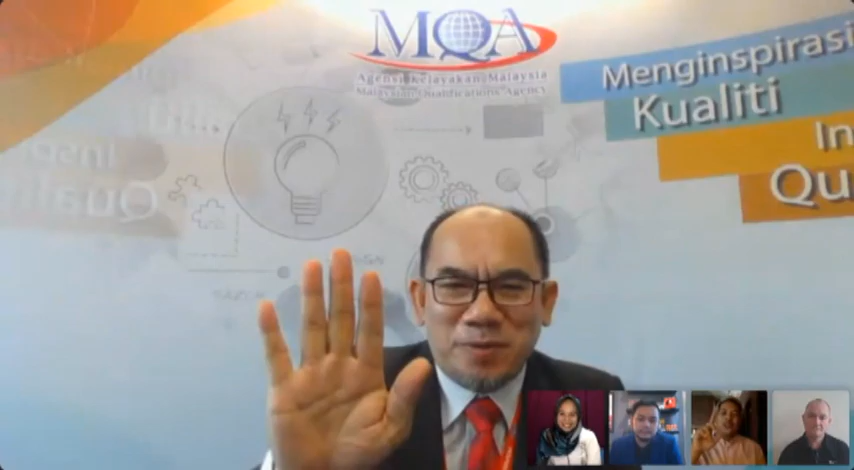 MQA
Agensi Kelayakan Malaysia
Malaysian Qualifications Agency
Menginspirasi
Kualiti
In
Qu